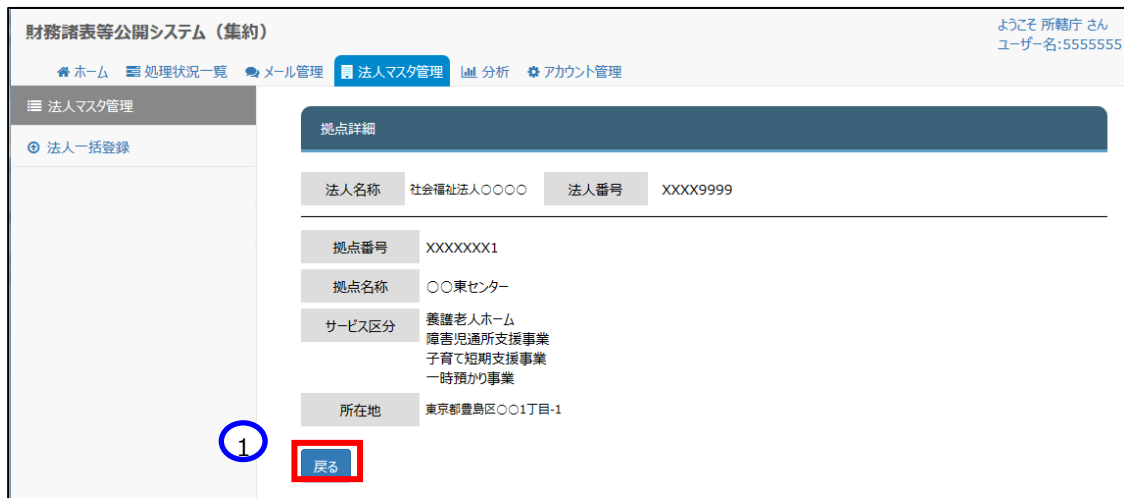 財務諸表等公開システム（集約）
ようこそ 所轄庁 さん
ユーザー名:5555555
ホーム 処理状況一覧 メール管理 法人マスタ管理 分析 アカウント管理
法人マスタ管理
法人一括登録
拠点詳細
法人名称 社会福祉法人○○○○ 法人番号 XXXX9999
拠点番号 XXXXXXX1
拠点名称 ○○東センター
サービス区分 養護老人ホーム
障害児通所支援事業
子育て短期支援事業
一時預かり事業
所在地 東京都豊島区○○1丁目-1
1
戻る